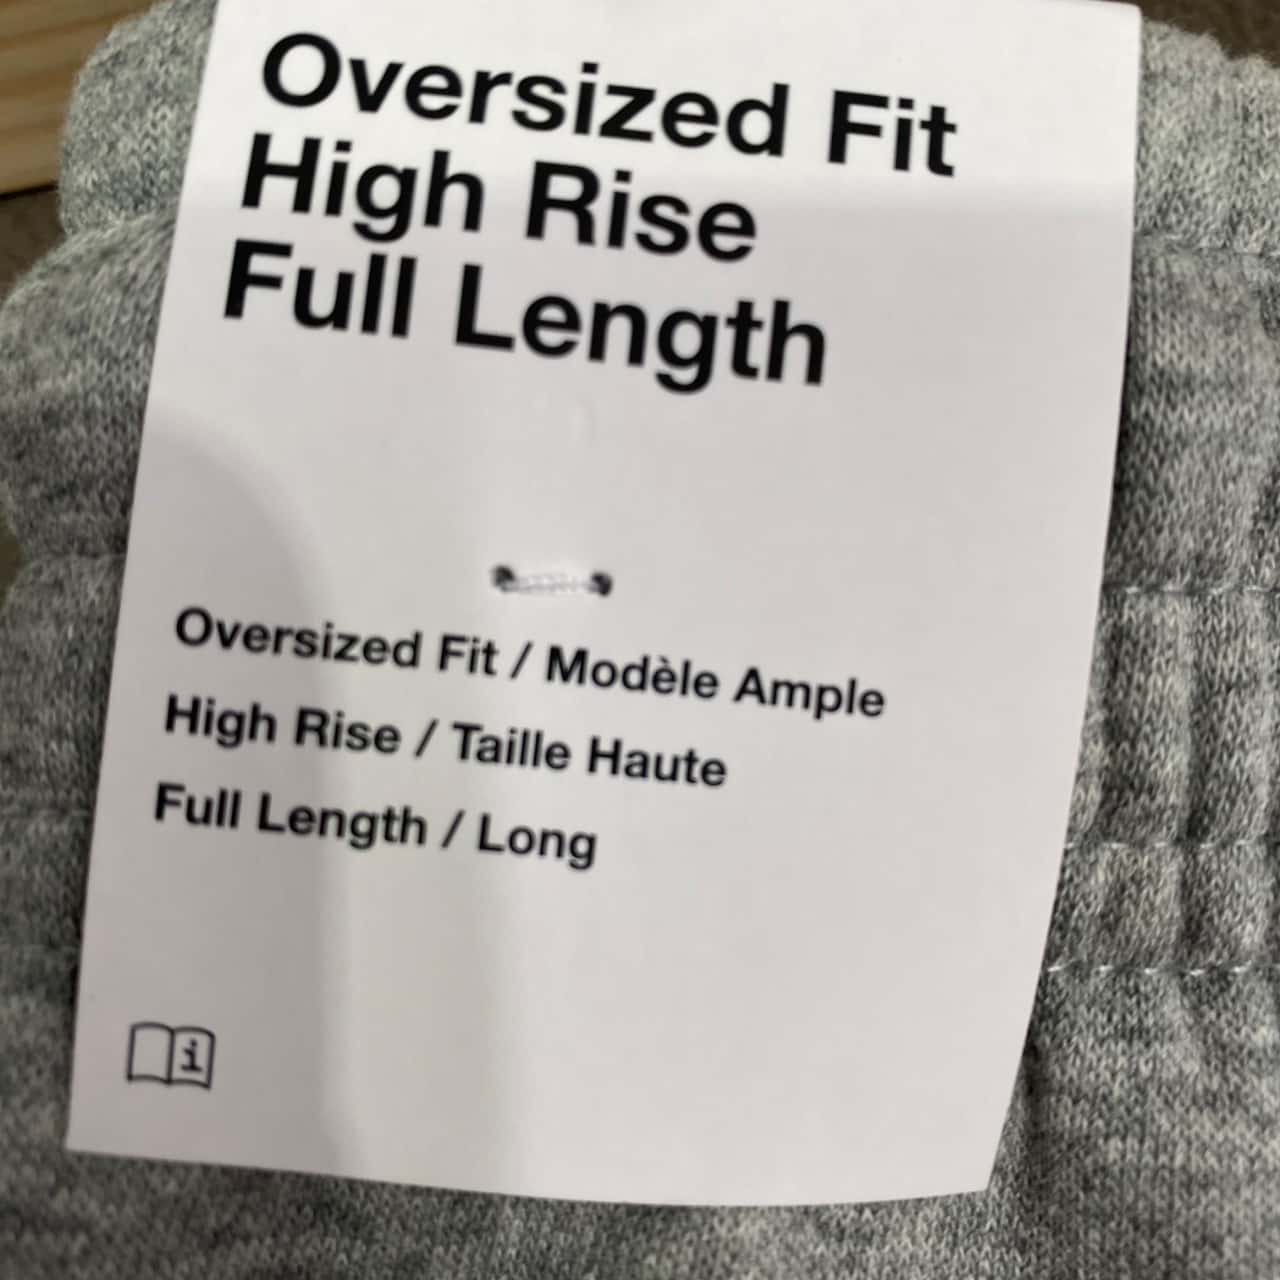 Oversized Fit
High Rise
Full Length
Oversized Fit / Modèle Ample
High Rise / Taille Haute
Full Length / Long
i